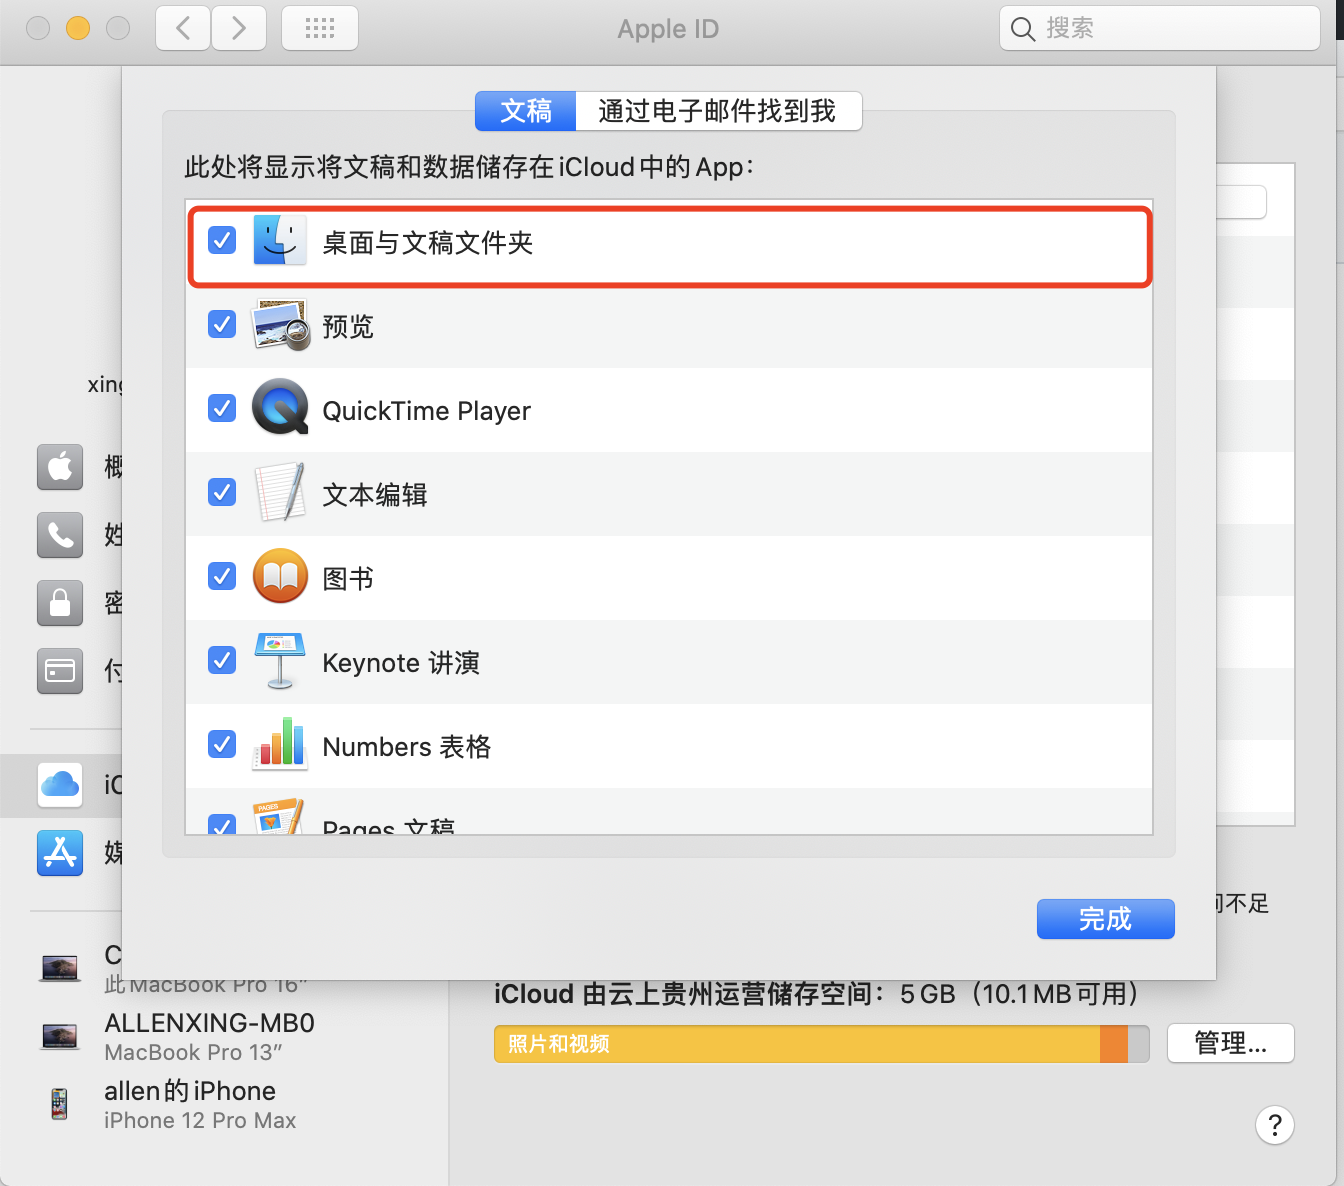 Apple ID
搜索
文稿
通过电子邮件找到我
此处将显示将文稿和数据储存在 iCloud 中的 App：
桌面与文稿文件夹
预览
QuickTime Player
文本编辑
图书
Keynote 讲演
Numbers 表格
PAGES
Pages 文稿
完成
xing
概
姓
密
付
iC
媒
C
此 MacBook Pro 16”
ALLENXING-MB0
MacBook Pro 13”
allen 的 iPhone
iPhone 12 Pro Max
间不足
iCloud 由云上贵州运营储存空间：5 GB（10.1 MB 可用）
照片和视频
管理...
?